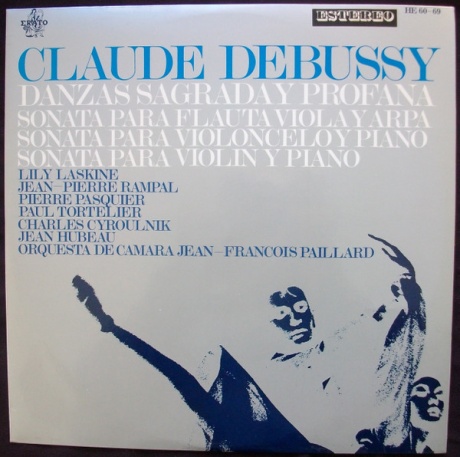 ERATO
ESTEREO
HE 60-69
CLAUDE DEBUSSY
DANZAS SAGRADA Y PROFANA
SONATA PARA FLAUTA VIOLA Y ARPA
SONATA PARA VIOLONCELO Y PIANO
SONATA PARA VIOLIN Y PIANO
LILY LASKINE
JEAN-PIERRE RAMPAL
PIERRE PASQUIER
PAUL TORTELIER
CHARLES CYROULNIK
JEAN HUBEAU
ORQUESTA DE CAMARA JEAN-FRANCOIS PAILLARD